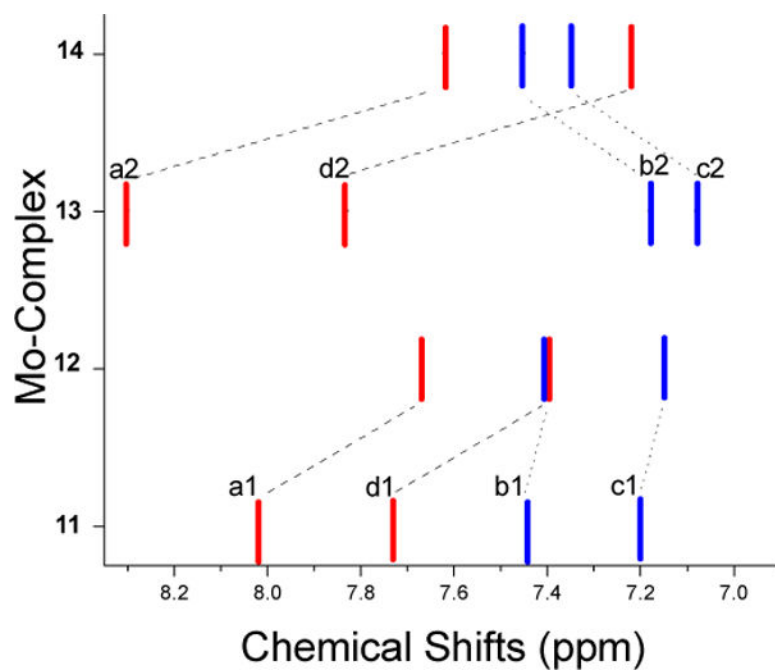 14
a2 d2 b2 c2
13
Mo-Complex
12
a1 d1 b1 c1
11
8.2 8.0 7.8 7.6 7.4 7.2 7.0
Chemical Shifts (ppm)